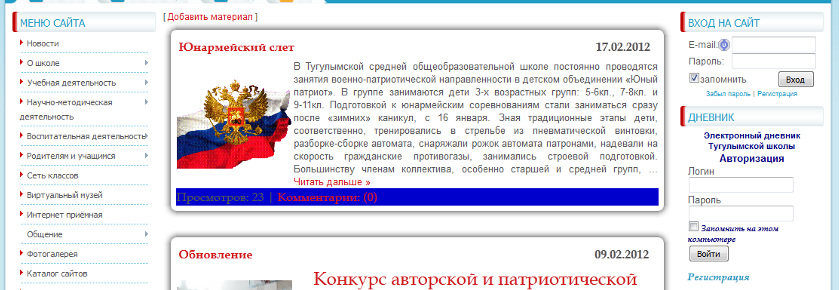 МЕНЮ САЙТА
Новости
О школе
Учебная деятельность
Научно-методическая
деятельность
Воспитательная деятельность
Родителям и учащимся
Сеть классов
Виртуальный музей
Интернет приёмная
Общение
Фотогалерея
Каталог сайтов
[ Добавить материал ]
Юнармейский слет
17.02.2012
В Тугулымской средней общеобразовательной школе постоянно проводятся
занятия военно-патриотической направленности в детском объединении «Юный
патриот». В группе занимаются дети 3-х возрастных групп: 5-6кл., 7-8кл. и
9-11кл. Подготовкой к юнармейским соревнованиям стали заниматься сразу
после «зимних» каникул, с 16 января. Зная традиционные этапы дети,
соответственно, тренировались в стрельбе из пневматической винтовки,
разборке-сборке автомата, снаряжали рожок автомата патронами, надевали на
скорость гражданские противогазы, занимались строевой подготовкой.
Большинству членам коллектива, особенно старшей и средней групп, ...
Читать дальше »
Просмотров: 23 | Комментарии: (0)
Обновление
09.02.2012
Конкурс авторской и патриотической
ВХОД НА САЙТ
E-mail:
Пароль:
запомнить
Вход
Забыл пароль | Регистрация
ДНЕВНИК
Электронный дневник
Тугулымской школы
Авторизация
Логин
Пароль
Запомнить на этом
компьютере
Войти
Регистрация